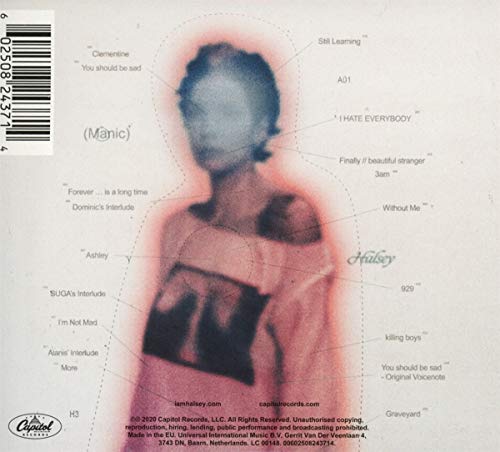 6 02508 24371 4
Clementine
You should be sad
(Manic)
Forever ... is a long time
Dominic's Interlude
Ashley
SUGA's Interlude
I'm Not Mad
Alanis' Interlude
More
H3
Still Learning
A01
I HATE EVERYBODY
Finally // beautiful stranger
3am
Without Me
Halsey
929
killing boys
You should be sad
- Original Voicenote
Graveyard
iamhalsey.com
capitolrecords.com
℗© 2020 Capitol Records, LLC. All Rights Reserved. Unauthorised copying,
reproduction, hiring, lending, public performance and broadcasting prohibited.
Made in the EU. Universal International Music B.V., Gerrit Van Der Veenlaan 4,
3743 DN, Baarn, Netherlands. LC 00148. 00602508243714.
Capitol
RECORDS